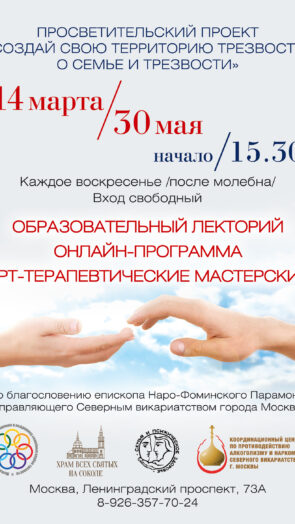 ПРОСВЕТИТЕЛЬСКИЙ ПРОЕКТ
СОЗДАЙ СВОЮ ТЕРРИТОРИЮ ТРЕЗВОСТ
О СЕМЬЕ И ТРЕЗВОСТИ»
14 марта/
30 мая
начало/15.30
Каждое воскресенье /после молебна/
Вход свободный
ОБРАЗОВАТЕЛЬНЫЙ ЛЕКТОРИЙ
ОНЛАЙН-ПРОГРАММА
РТ-ТЕРАПЕВТИЧЕСКИЕ МАСТЕРСКИ
о благословению епископа Наро-Фоминского Парамон
правляющего Северным викариатством города Москв
ХРАМ ВСЕХ СВЯТЫХ
НА СОКОЛЕ
КООРДИНАЦИОННЫЙ ЦЕН
ПО ПРОТИВОДЕЙСТВИЮ
АЛКОГОЛИЗМУ И НАРКОМ
СЕВЕРНОГО ВИКАРИАТСТВ
Г. МОСКВЫ
Москва, Ленинградский проспект, 73А
8-926-357-70-24